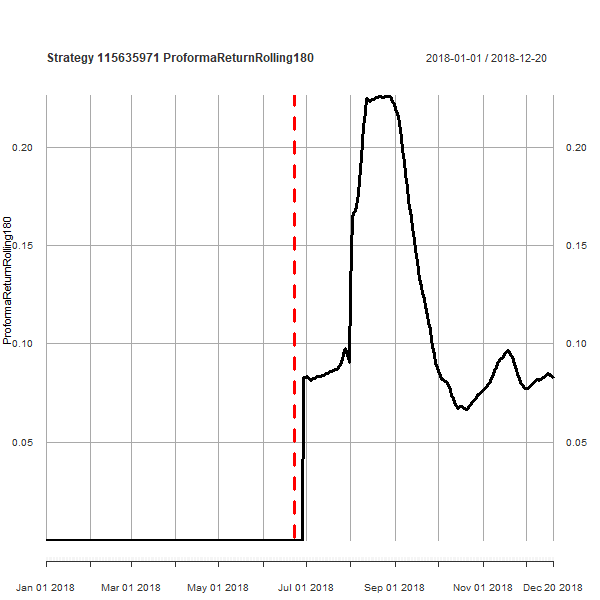 Strategy 115635971 ProformaReturnRolling180
2018-01-01 / 2018-12-20
ProformaReturnRolling180
0.20
0.15
0.10
0.05
0.20
0.15
0.10
0.05
Jan 01 2018
Mar 01 2018
May 01 2018
Jul 01 2018
Sep 01 2018
Nov 01 2018
Dec 20 2018